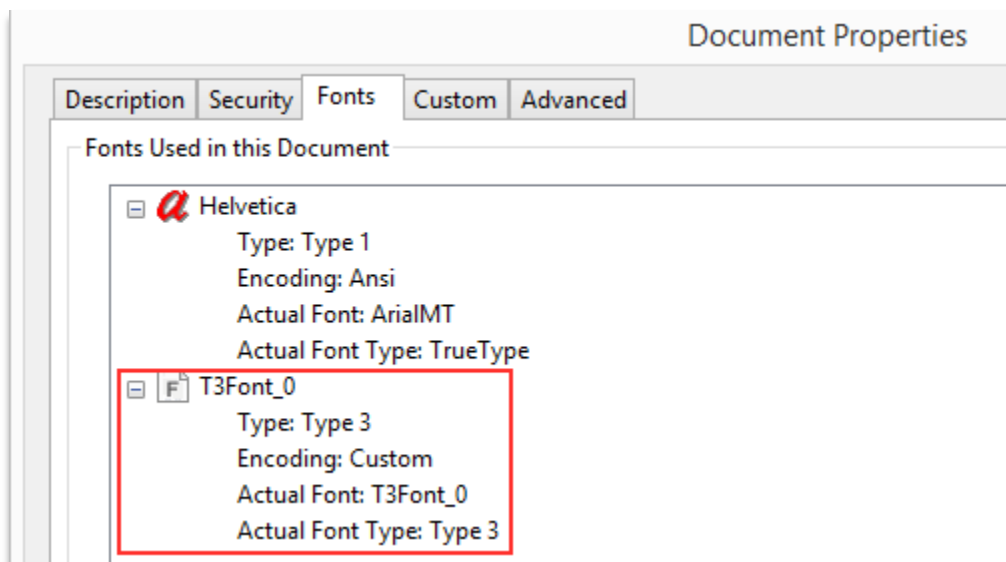 Document Properties
Description Security Fonts Custom Advanced
Fonts Used in this Document
Helvetica
Type: Type 1
Encoding: Ansi
Actual Font: ArialMT
Actual Font Type: TrueType
T3Font_0
Type: Type 3
Encoding: Custom
Actual Font: T3Font_0
Actual Font Type: Type 3